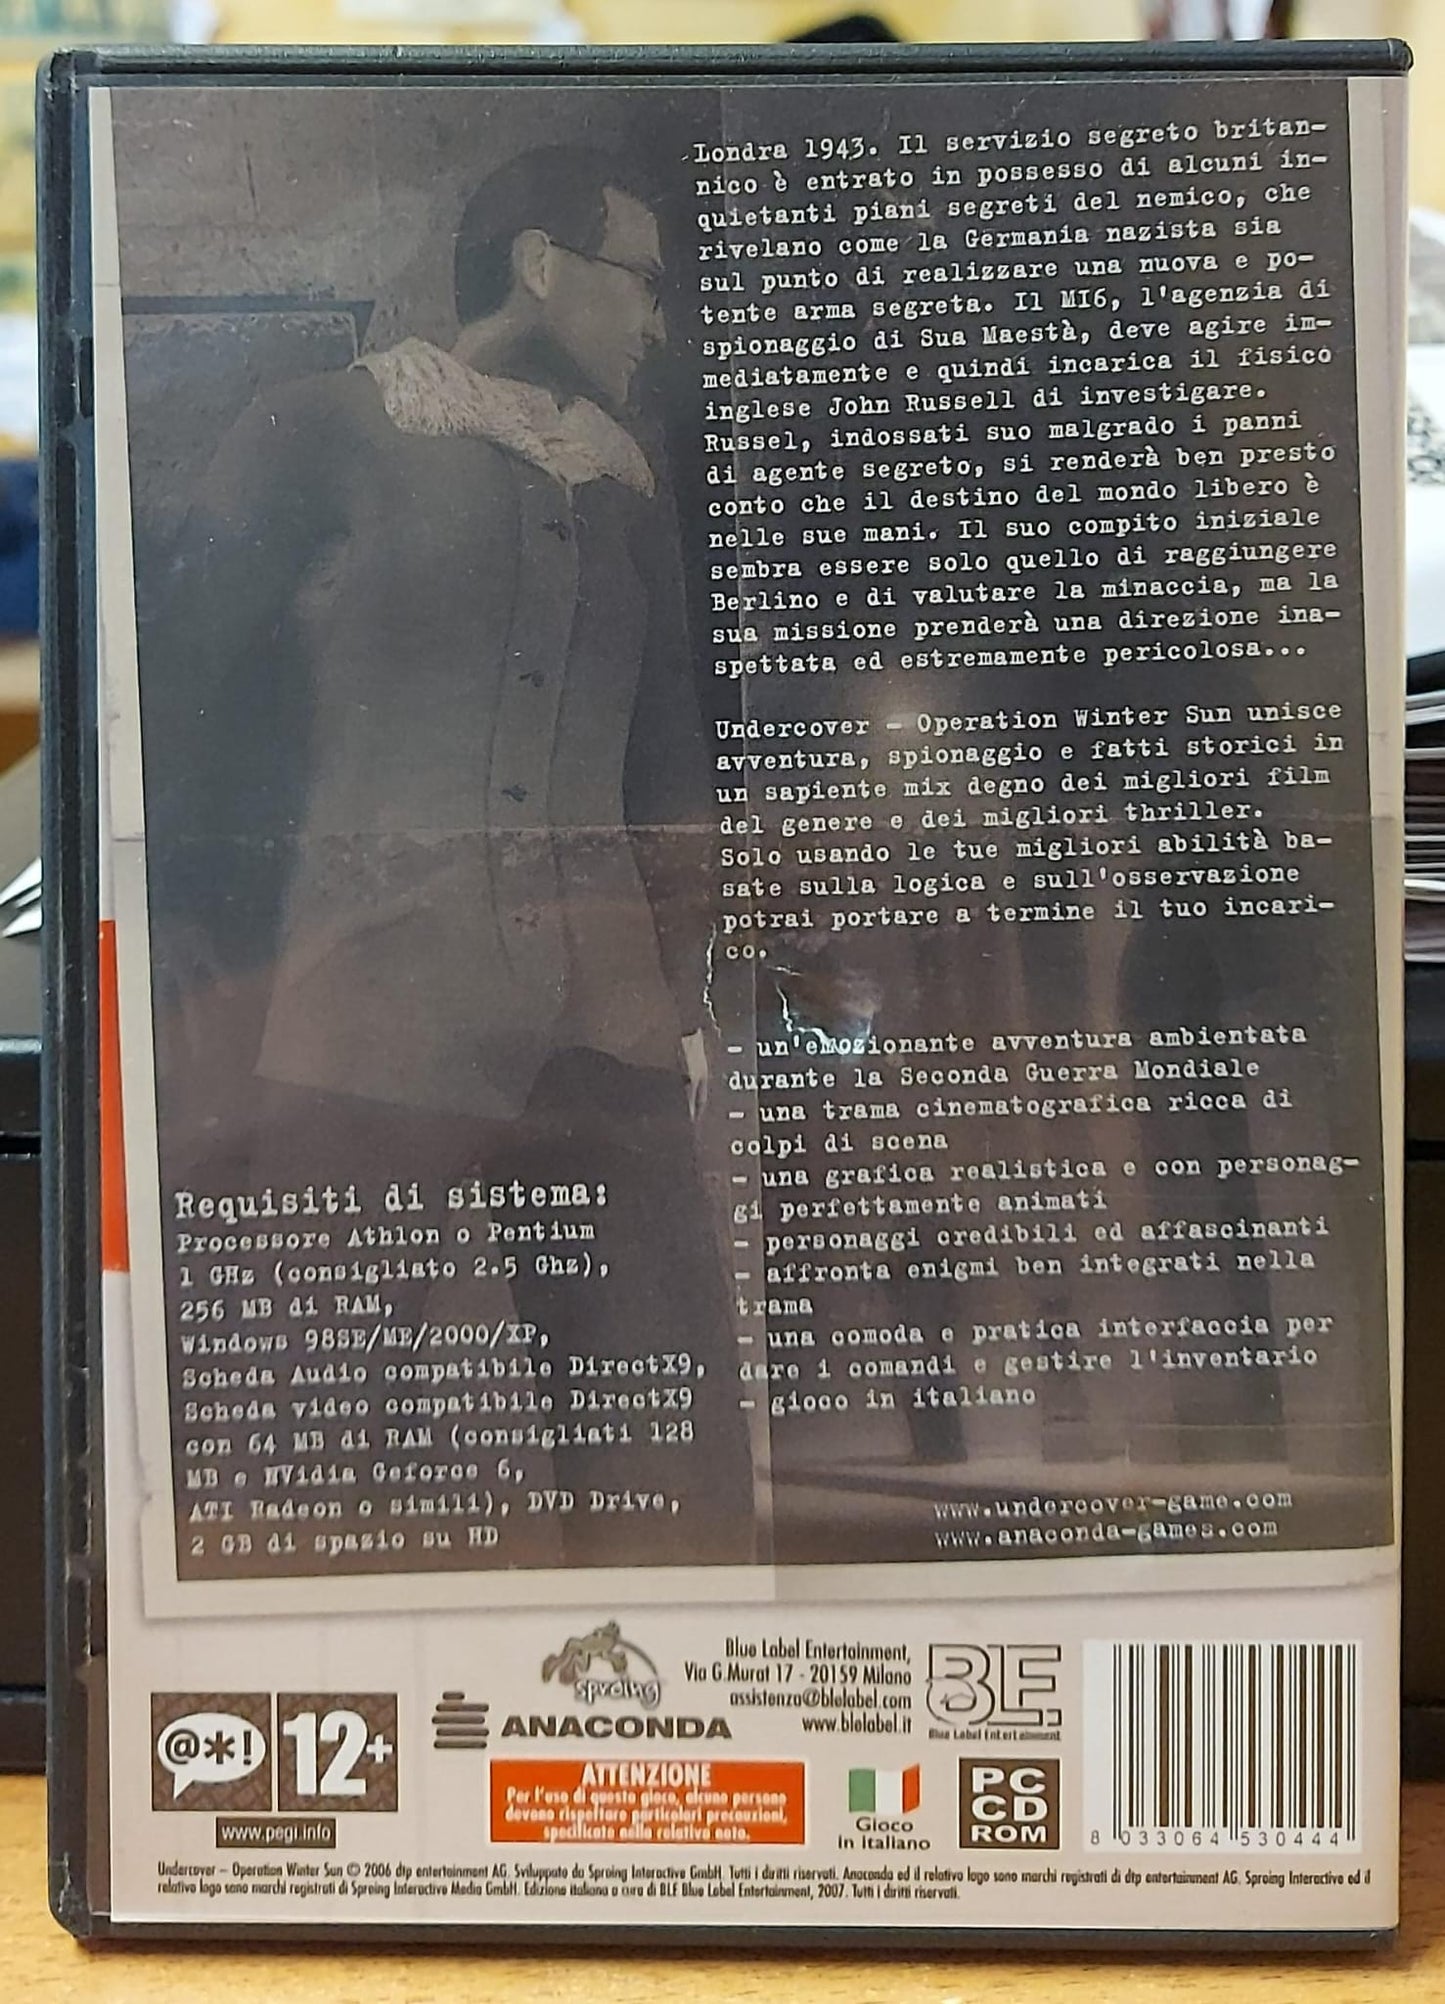 Londra 1943. Il servizio segreto britan-
nico è entrato in possesso di alcuni in-
quietanti piani segreti del nemico, che
rivelano come la Germania nazista sia
sul punto di realizzare una nuova e po-
tente arma segreta. Il MI6, l'agenzia di
spionaggio di Sua Maestà, deve agire im-
mediatamente e quindi incarica il fisico
inglese John Russell di investigare.
Russel, indossati suo malgrado i panni
di agente segreto, si renderà ben presto
conto che il destino del mondo libero è
nelle sue mani. Il suo compito iniziale
sembra essere solo quello di raggiungere
Berlino e di valutare la minaccia, ma la
sua missione prenderà una direzione ina-
spettata ed estremamente pericolosa...
Undercover - Operation Winter Sun unisce
avventura, spionaggio e fatti storici in
un sapiente mix degno dei migliori film
del genere e dei migliori thriller.
Solo usando le tue migliori abilità ba-
sate sulla logica e sull'osservazione
potrai portare a termine il tuo incari-
co.
- un'emozionante avventura ambientata
durante la Seconda Guerra Mondiale
- una trama cinematografica ricca di
colpi di scena
- una grafica realistica e con personag-
gi perfettamente animati
- personaggi credibili ed affascinanti
- affronta enigmi ben integrati nella
trama
- una comoda e pratica interfaccia per
dare i comandi e gestire l'inventario
- gioco in italiano
Requisiti di sistema:
Processore Athlon o Pentium
1 GHz (consigliato 2.5 Ghz),
256 MB di RAM,
Windows 98SE/ME/2000/XP,
Scheda Audio compatibile DirectX9,
Scheda video compatibile DirectX9
con 64 MB di RAM (consigliati 128
MB e NVidia Geforce 6,
ATI Radeon o simili), DVD Drive,
2 GB di spazio su HD
www.undercover-game.com
www.anaconda-games.com
@*!
12+
www.pegi.info
sproing
ANACONDA
Blue Label Entertainment,
Via G.Murat 17 - 20159 Milano
assistenza@blelabel.com
www.blelabel.it
BLE.
Blue Label Entertainment
ATTENZIONE
Per l'uso di questo gioco, alcune persone
devono rispettare particolari precauzioni,
specificate nella relativa nota.
Gioco
in italiano
PC
CD
ROM
8 033064 530444
Undercover - Operation Winter Sun © 2006 dtp entertainment AG. Sviluppato da Sproing Interactive GmbH. Tutti i diritti riservati. Anaconda ed il relativo logo sono marchi registrati di dtp entertainment AG. Sproing Interactive ed il
relativo logo sono marchi registrati di Sproing Interactive Media GmbH. Edizione italiana a cura di BLE Blue Label Entertainment, 2007. Tutti i diritti riservati.